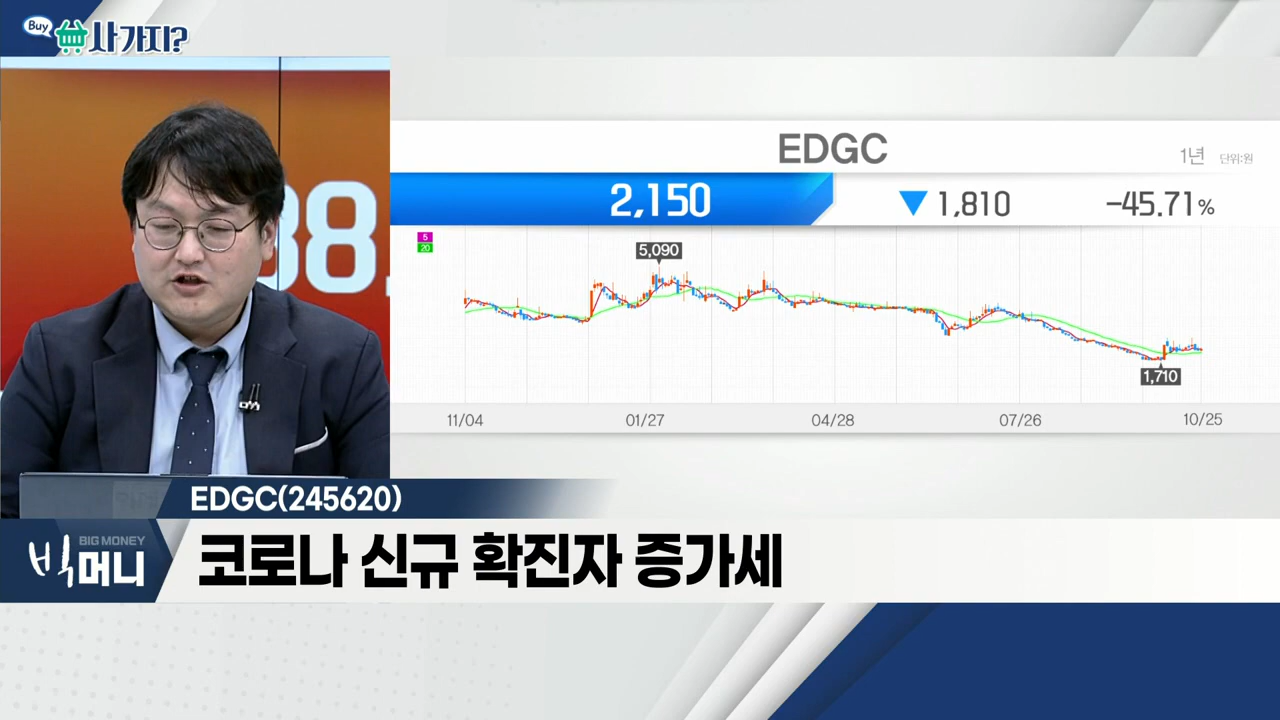 Buy
사가지?
38.
EDGC
1년 단위:원
2,150 ▼ 1,810 -45.71%
5
20
5,090
1,710
11/04 01/27 04/28 07/26 10/25
EDGC(245620)
BIG MONEY
빅머니
코로나 신규 확진자 증가세